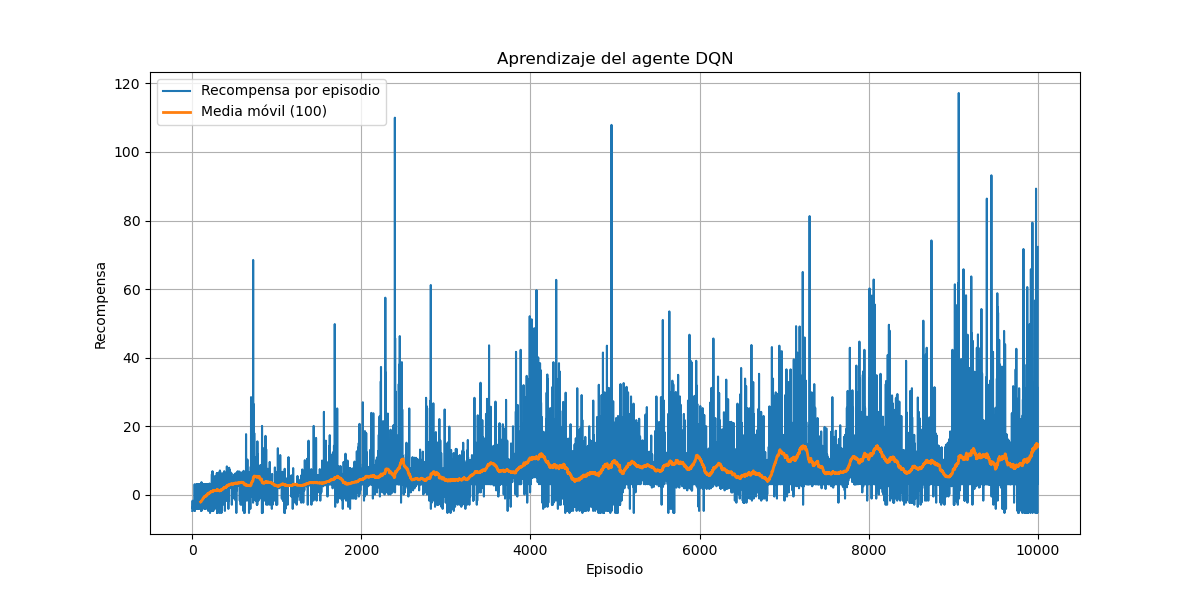 Aprendizaje del agente DQN
Recompensa por episodio
Media móvil (100)
Recompensa
120
100
80
60
40
20
0
0 2000 4000 6000 8000 10000
Episodio